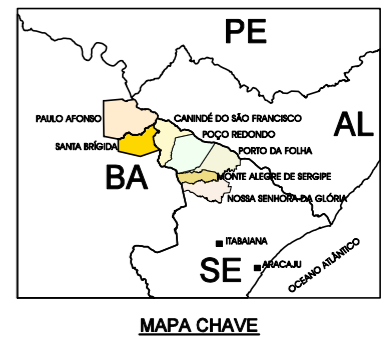 PE
PAULO AFONSO
CANINDÉ DO SÃO FRANCISCO
AL
POÇO REDONDO
SANTA BRÍGIDA
PORTO DA FOLHA
BA
MONTE ALEGRE DE SERGIPE
NOSSA SENHORA DA GLÓRIA
ITABAIANA
SE
ARACAJU
OCEANO ATLÂNTICO
MAPA CHAVE